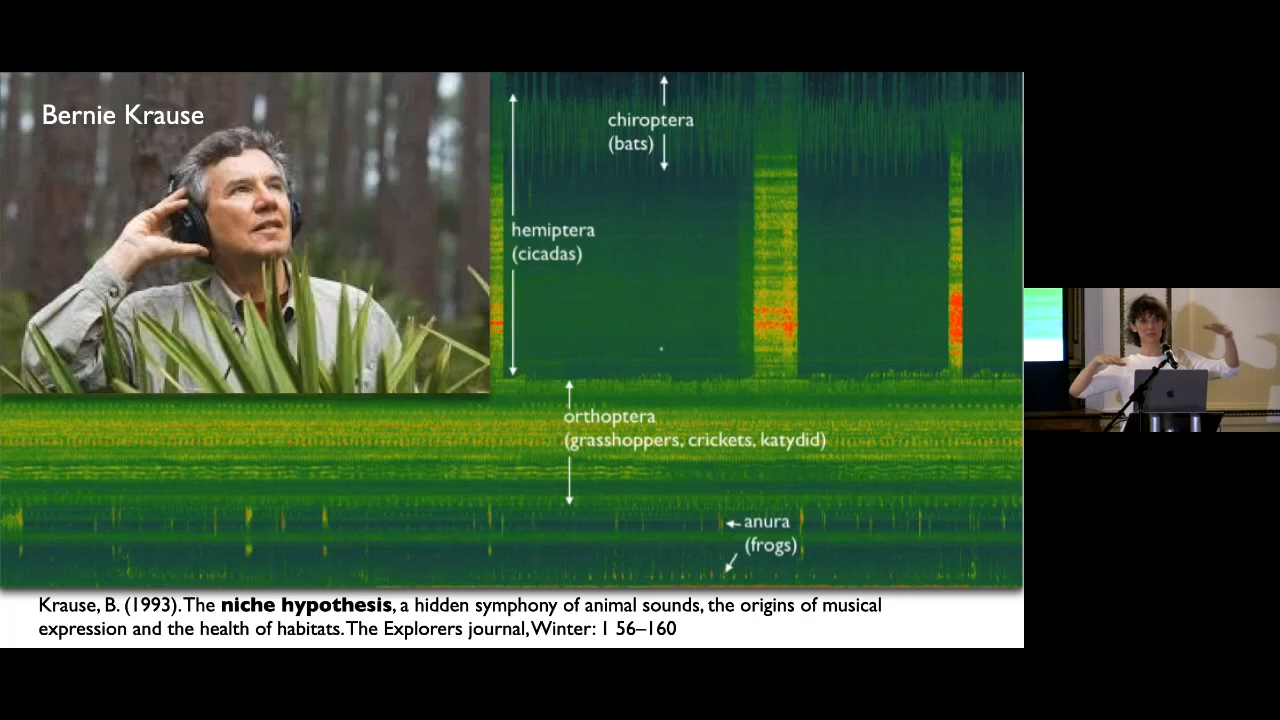 Bernie Krause
chiroptera
(bats)
hemiptera
(cicadas)
orthoptera
(grasshoppers, crickets, katydid)
anura
(frogs)
Krause, B. (1993). The niche hypothesis, a hidden symphony of animal sounds, the origins of musical
expression and the health of habitats. The Explorers journal, Winter: 1 56–160